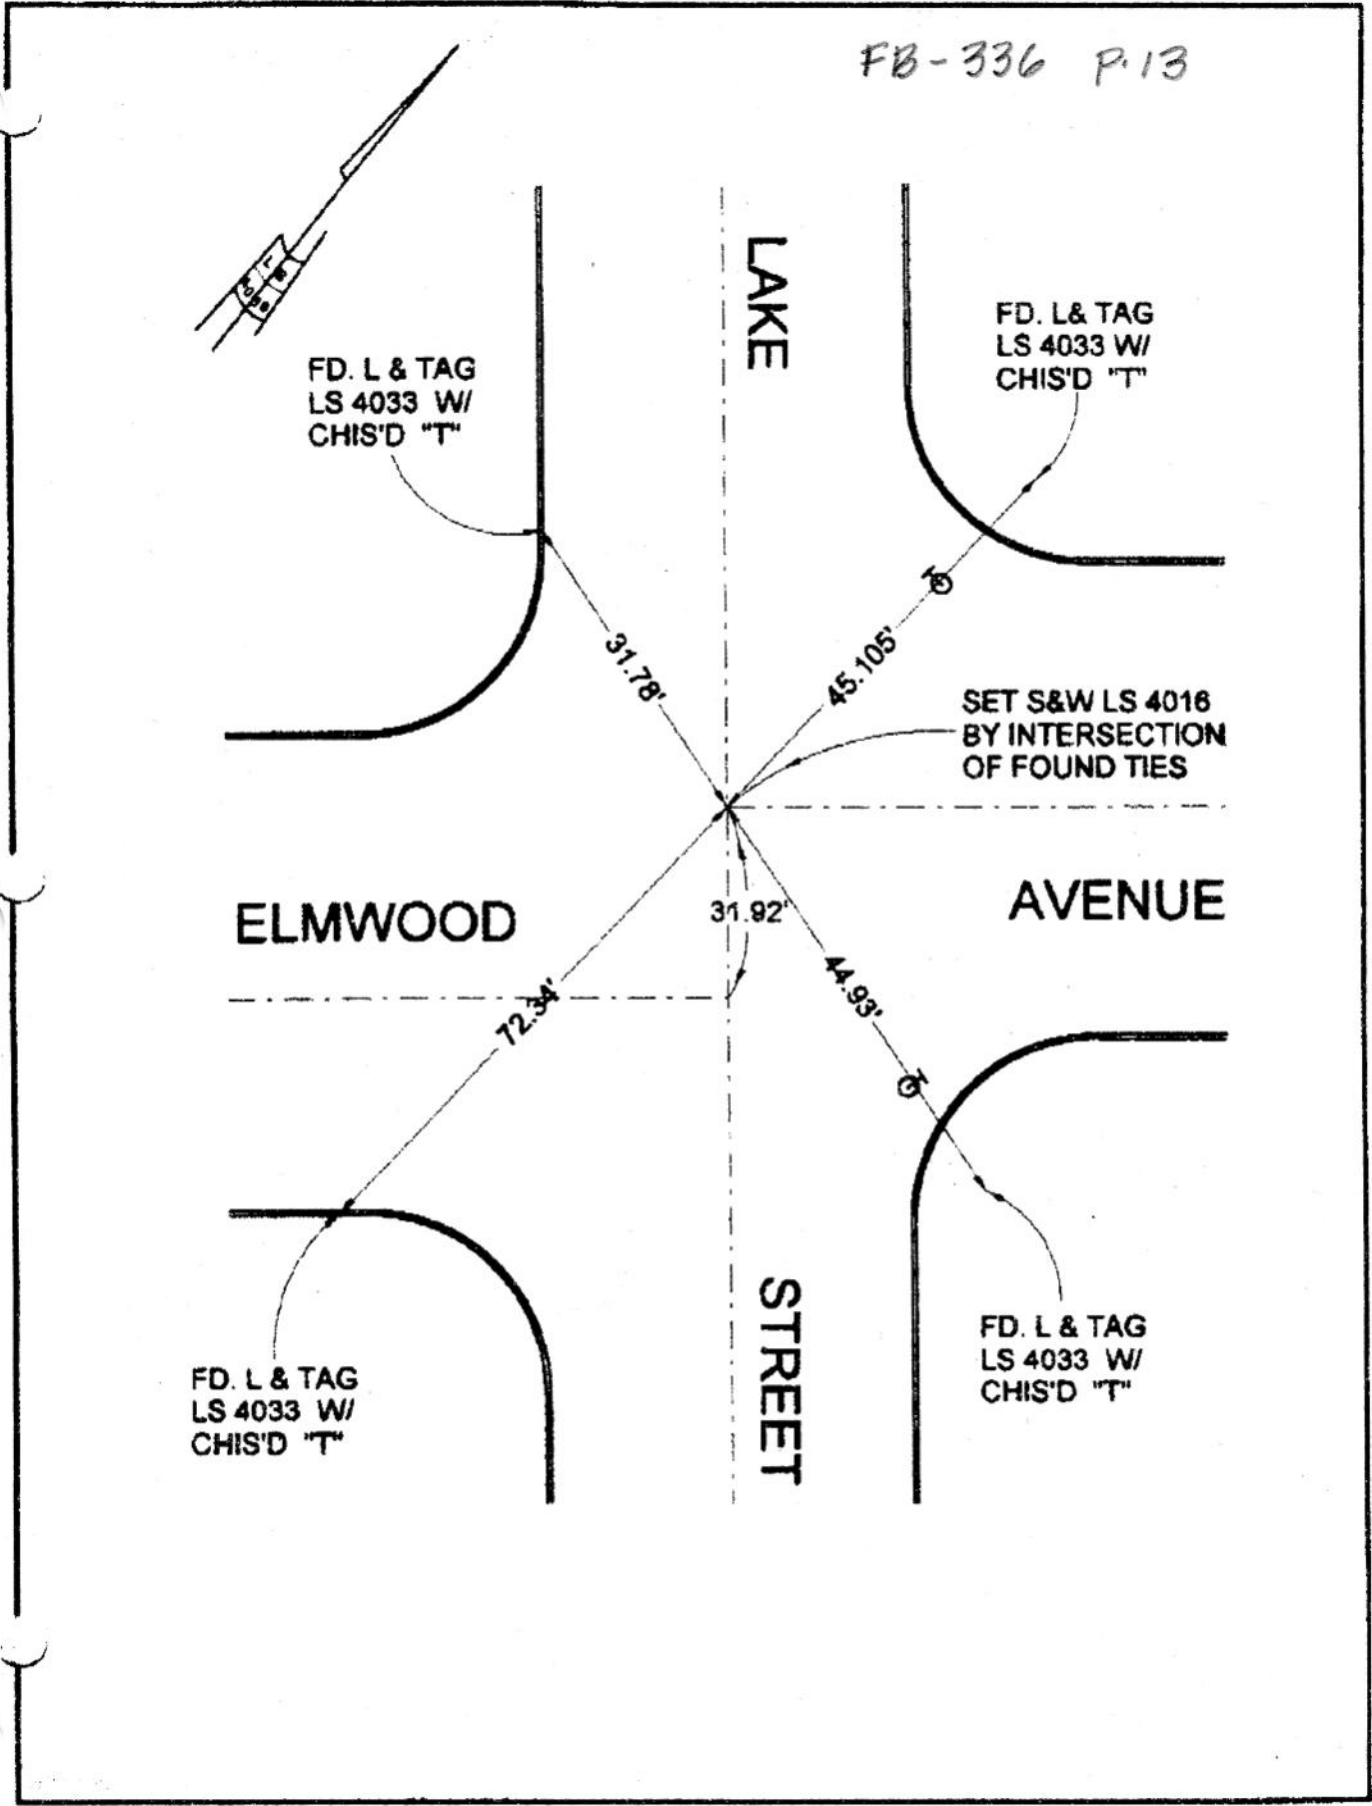 FB-336 P.13
LAKE
FD. L & TAG
LS 4033 W/
CHIS'D "T"
FD. L& TAG
LS 4033 W/
CHIS'D "T"
31.78'
45.105'
SET S&W LS 4016
BY INTERSECTION
OF FOUND TIES
ELMWOOD
AVENUE
31.92'
72.34'
44.93'
STREET
FD. L & TAG
LS 4033 W/
CHIS'D "T"
FD. L & TAG
LS 4033 W/
CHIS'D "T"